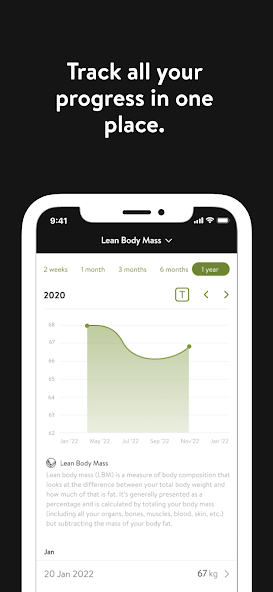 Track all your
progress in one
place.
9:41
Lean Body Mass
2 weeks 1 month 3 months 6 months 1 year
2020 T
68
67
66
65
64
63
62
Jan '22 May '22 Jul '22 Sep '22 Nov'22 Jan '22
Lean Body Mass
Lean body mass (LBM) is a measure of body composition that
looks at the difference between your total body weight and
how much of that is fat. It's generally presented as a
percentage and is calculated by totaling your body mass
(including all your organs, bones, muscles, blood, skin, etc.)
but subtracting the mass of your body fat.
Jan
20 Jan 2022 67 kg